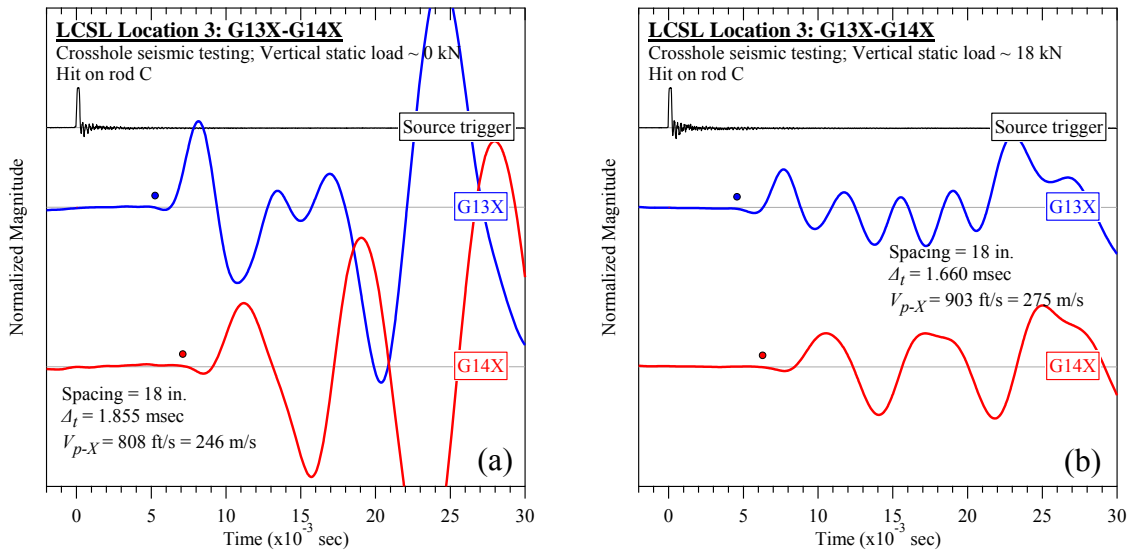 LCSL Location 3: G13X-G14X
Crosshole seismic testing; Vertical static load ~ 0 kN
Hit on rod C
Source trigger
G13X
G14X
Spacing = 18 in.
Δt = 1.855 msec
Vp-X = 808 ft/s = 246 m/s
(a)
Normalized Magnitude
0 5 10 15 20 25 30
Time (x10-3 sec)
LCSL Location 3: G13X-G14X
Crosshole seismic testing; Vertical static load ~ 18 kN
Hit on rod C
Source trigger
G13X
Spacing = 18 in.
Δt = 1.660 msec
Vp-X = 903 ft/s = 275 m/s
G14X
(b)
Normalized Magnitude
0 5 10 15 20 25 30
Time (x10-3 sec)